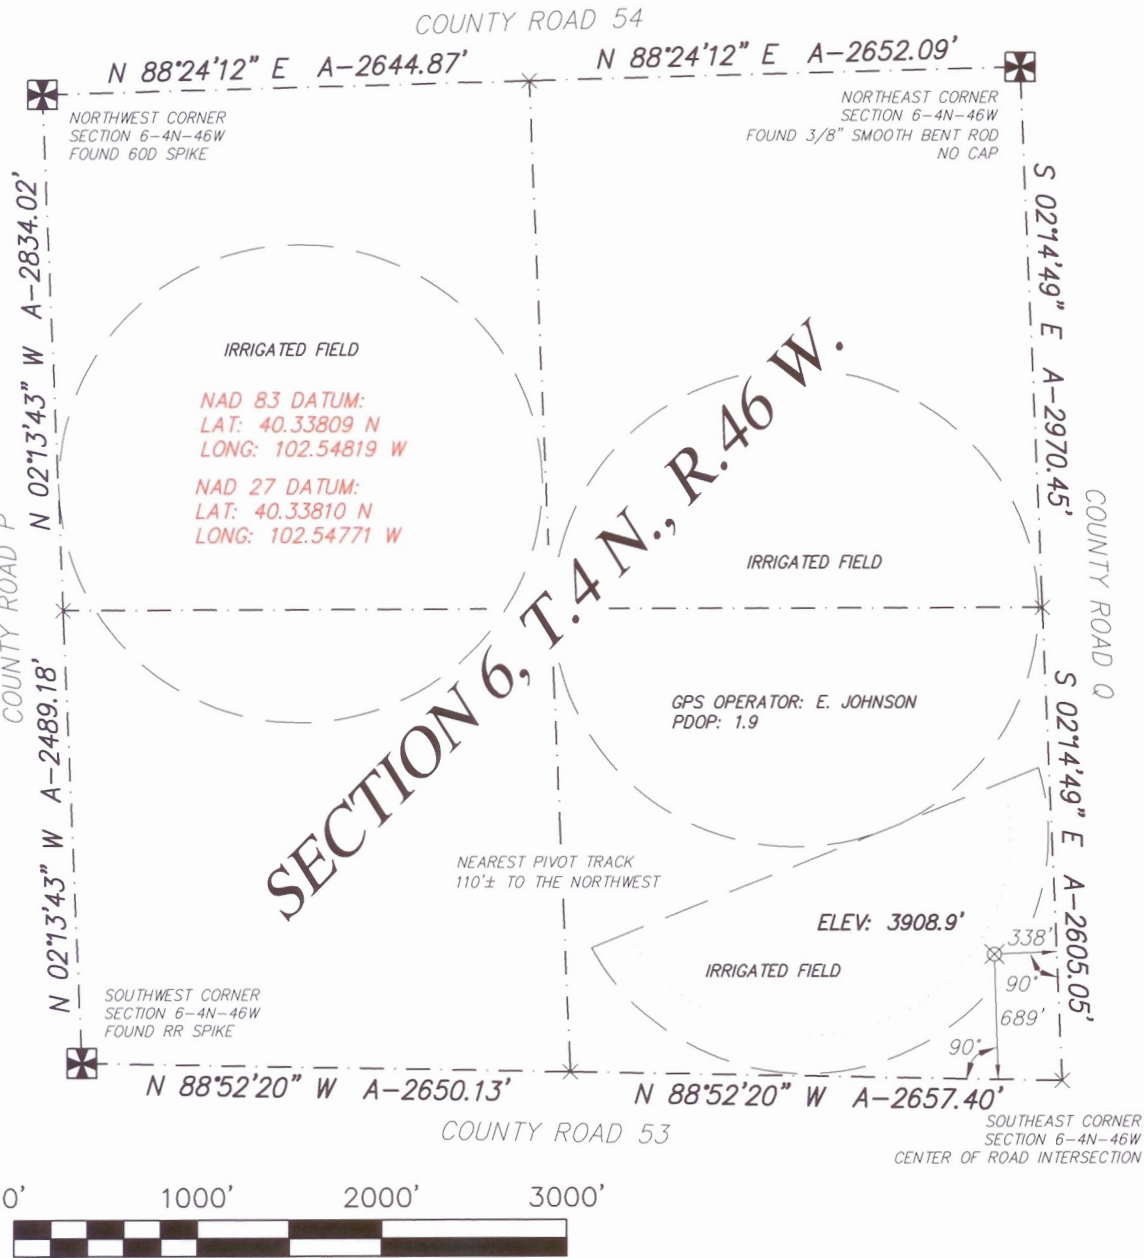 COUNTY ROAD 54
N 88°24'12" E A-2644.87'
N 88°24'12" E A-2652.09'
NORTHWEST CORNER
SECTION 6-4N-46W
FOUND 60D SPIKE
NORTHEAST CORNER
SECTION 6-4N-46W
FOUND 3/8" SMOOTH BENT ROD
NO CAP
N 02°13'43" W A-2834.02'
S 02°14'49" E A-2970.45'
IRRIGATED FIELD
NAD 83 DATUM:
LAT: 40.33809 N
LONG: 102.54819 W
NAD 27 DATUM:
LAT: 40.33810 N
LONG: 102.54771 W
SECTION 6, T.4 N., R.46 W.
IRRIGATED FIELD
COUNTY ROAD P
COUNTY ROAD Q
GPS OPERATOR: E. JOHNSON
PDOP: 1.9
N 02°13'43" W A-2489.18'
S 02°14'49" E A-2605.05'
NEAREST PIVOT TRACK
110'± TO THE NORTHWEST
ELEV: 3908.9'
338'
IRRIGATED FIELD
90°
689'
90°
SOUTHWEST CORNER
SECTION 6-4N-46W
FOUND RR SPIKE
N 88°52'20" W A-2650.13'
N 88°52'20" W A-2657.40'
COUNTY ROAD 53
SOUTHEAST CORNER
SECTION 6-4N-46W
CENTER OF ROAD INTERSECTION
0' 1000' 2000' 3000'